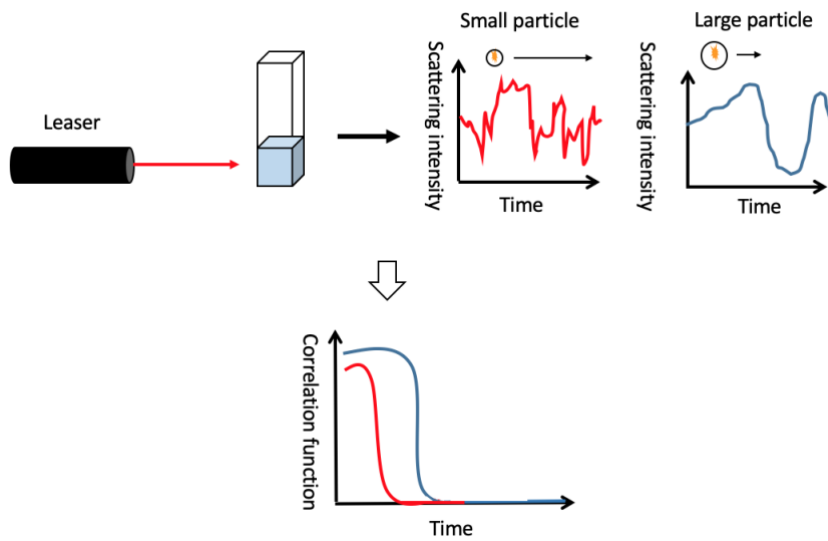 Small particle
Large particle
Leaser
Scattering intensity
Time
Scattering intensity
Time
Correlation function
Time